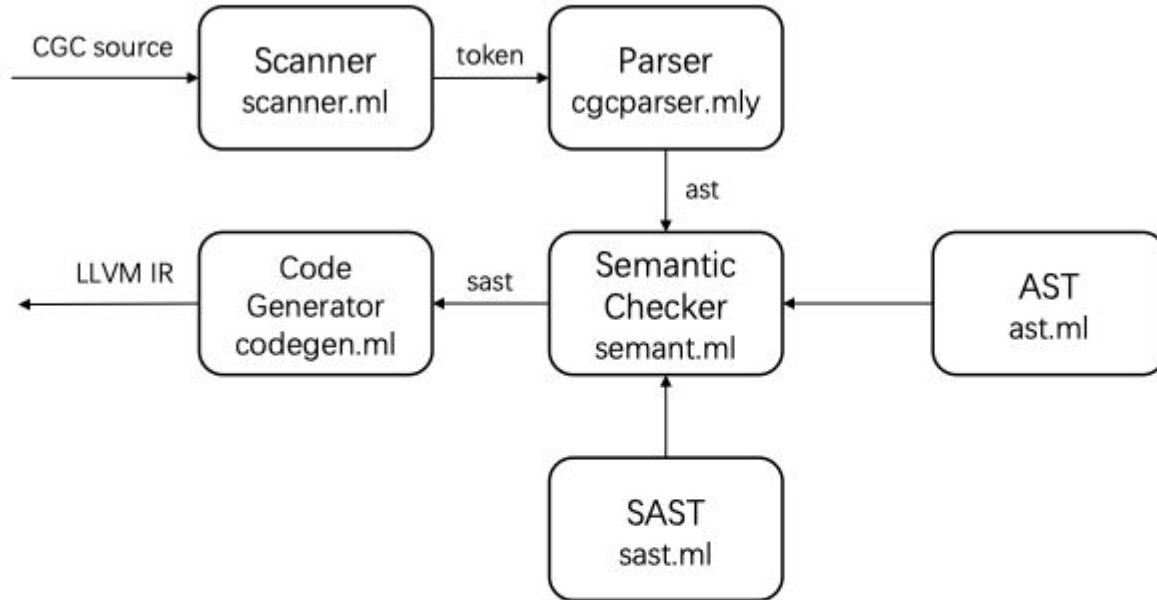 CGC source
Scanner
scanner.ml
token
Parser
cgcparser.mly
ast
LLVM IR
Code
Generator
codegen.ml
sast
Semantic
Checker
semant.ml
AST
ast.ml
SAST
sast.ml